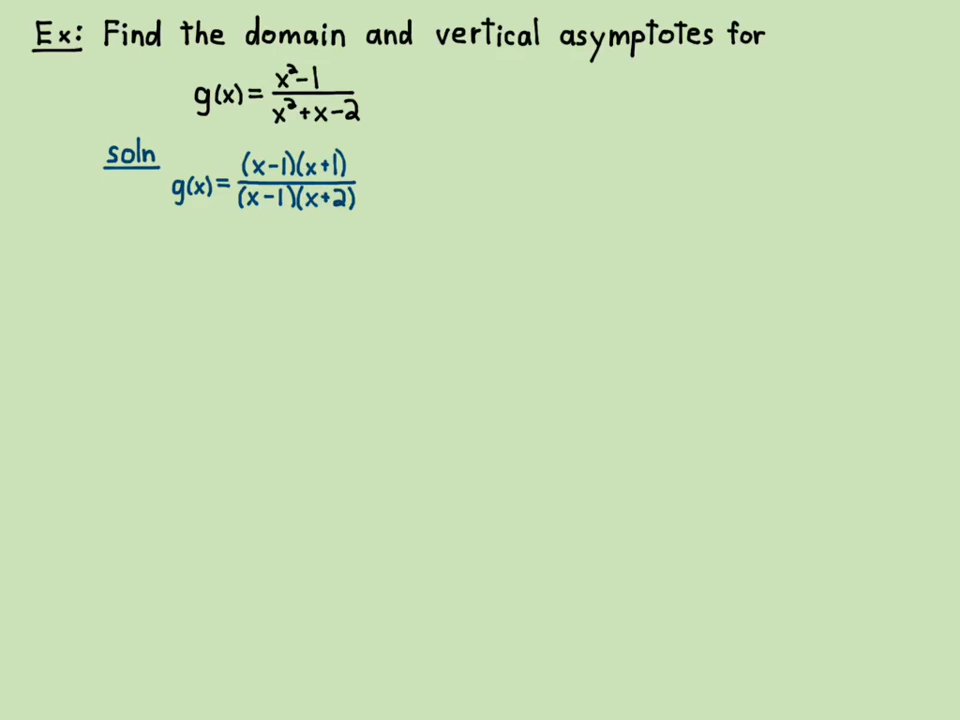 Ex: Find the domain and vertical asymptotes for
g(x) = (x²-1)/(x²+x-2)
soln
g(x) = ((x-1)(x+1))/((x-1)(x+2))